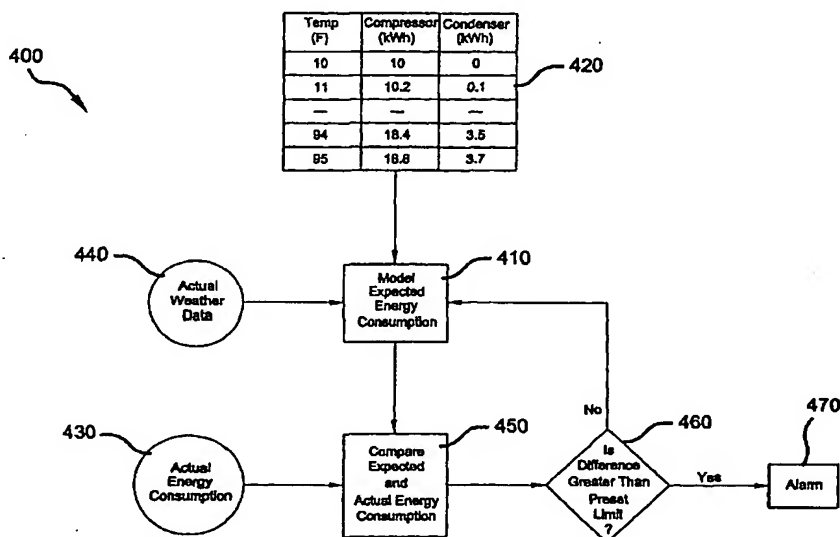 400
Temp (F) Compressor (kWh) Condenser (kWh)
10 10 0
11 10.2 0.1
— — —
94 18.4 3.5
95 18.8 3.7
420
440
Actual
Weather
Data
410
Model
Expected
Energy
Consumption
430
Actual
Energy
Consumption
450
Compare
Expected
and
Actual Energy
Consumption
No
460
Is
Difference
Greater Than
Preset
Limit
?
Yes
470
Alarm